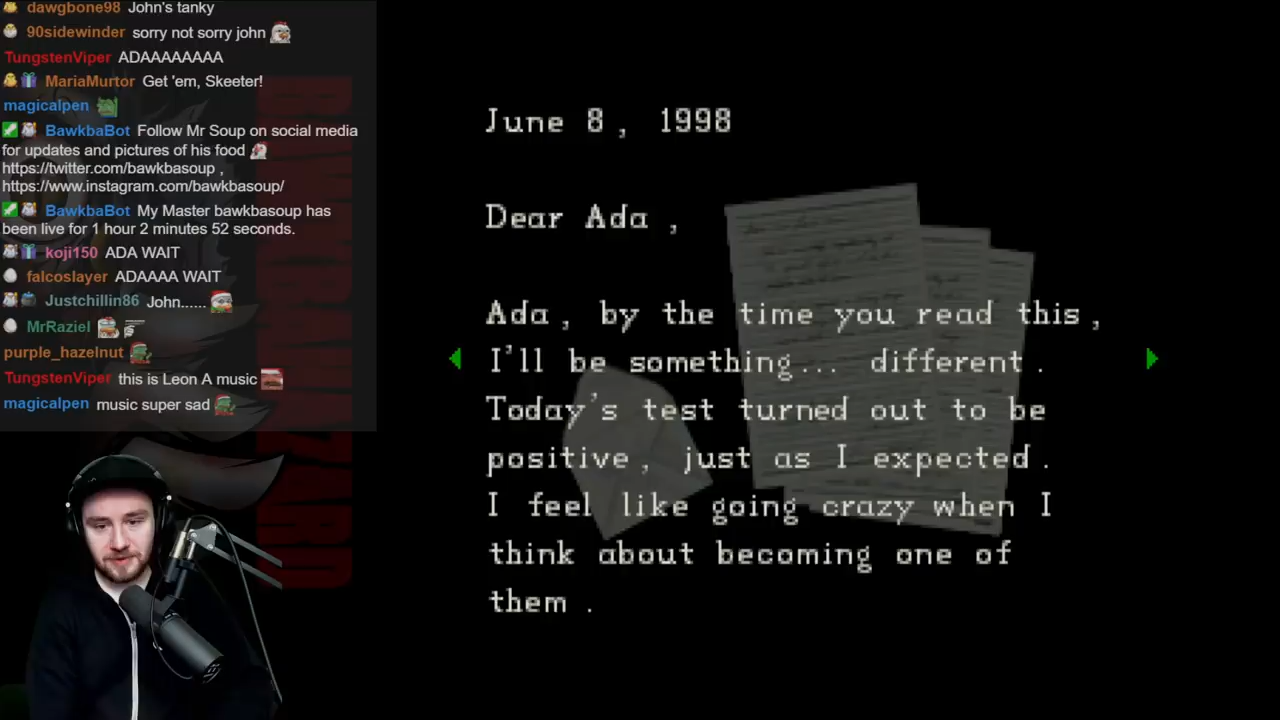 dawgbone98 John's tanky
90sidewinder sorry not sorry john
TungstenViper ADAAAAAAAA
MariaMurtor Get 'em, Skeeter!
magicalpen
BawkbaBot Follow Mr Soup on social media
for updates and pictures of his food
https://twitter.com/bawkbasoup ,
https://www.instagram.com/bawkbasoup/
BawkbaBot My Master bawkbasoup has
been live for 1 hour 2 minutes 52 seconds.
koji150 ADA WAIT
falcoslayer ADAAAA WAIT
Justchillin86 John......
MrRaziel
purple_hazelnut
TungstenViper this is Leon A music
magicalpen music super sad
June 8, 1998
Dear Ada,
Ada, by the time you read this,
I'll be something... different.
Today's test turned out to be
positive, just as I expected.
I feel like going crazy when I
think about becoming one of
them.